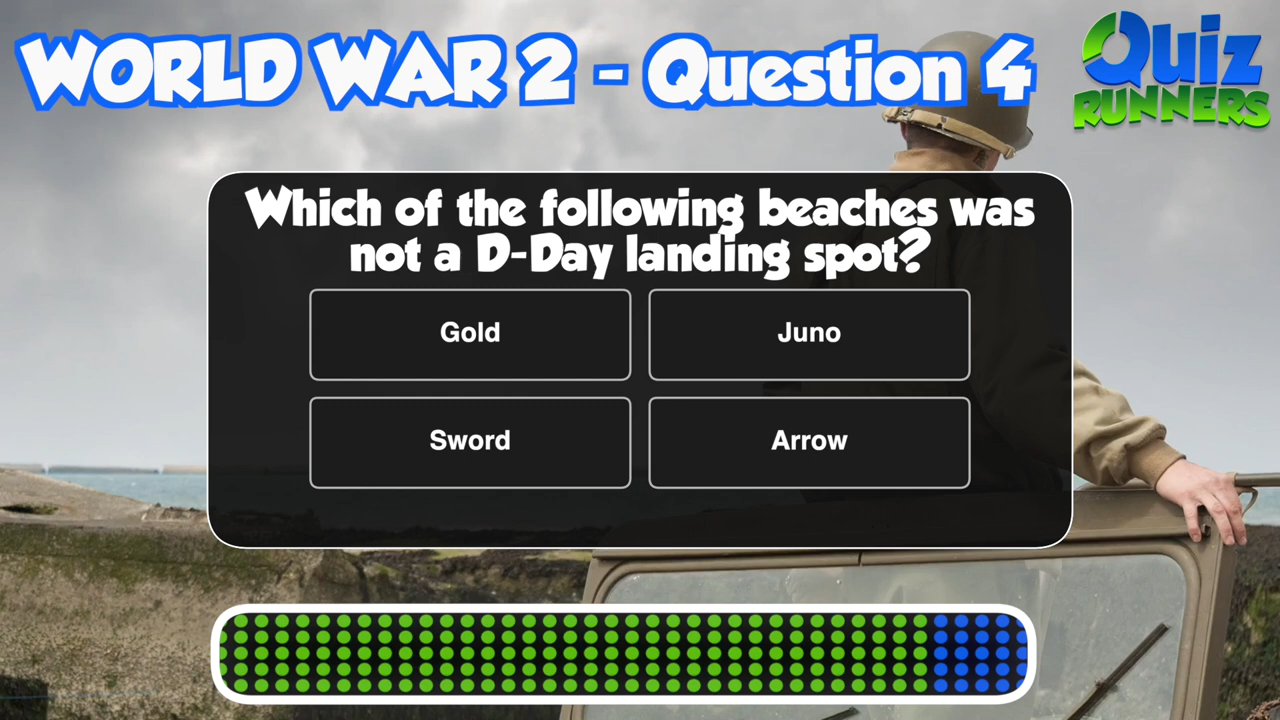 WORLD WAR 2 - Question 4
Quiz
RUNNERS
Which of the following beaches was
not a D-Day landing spot?
Gold
Juno
Sword
Arrow